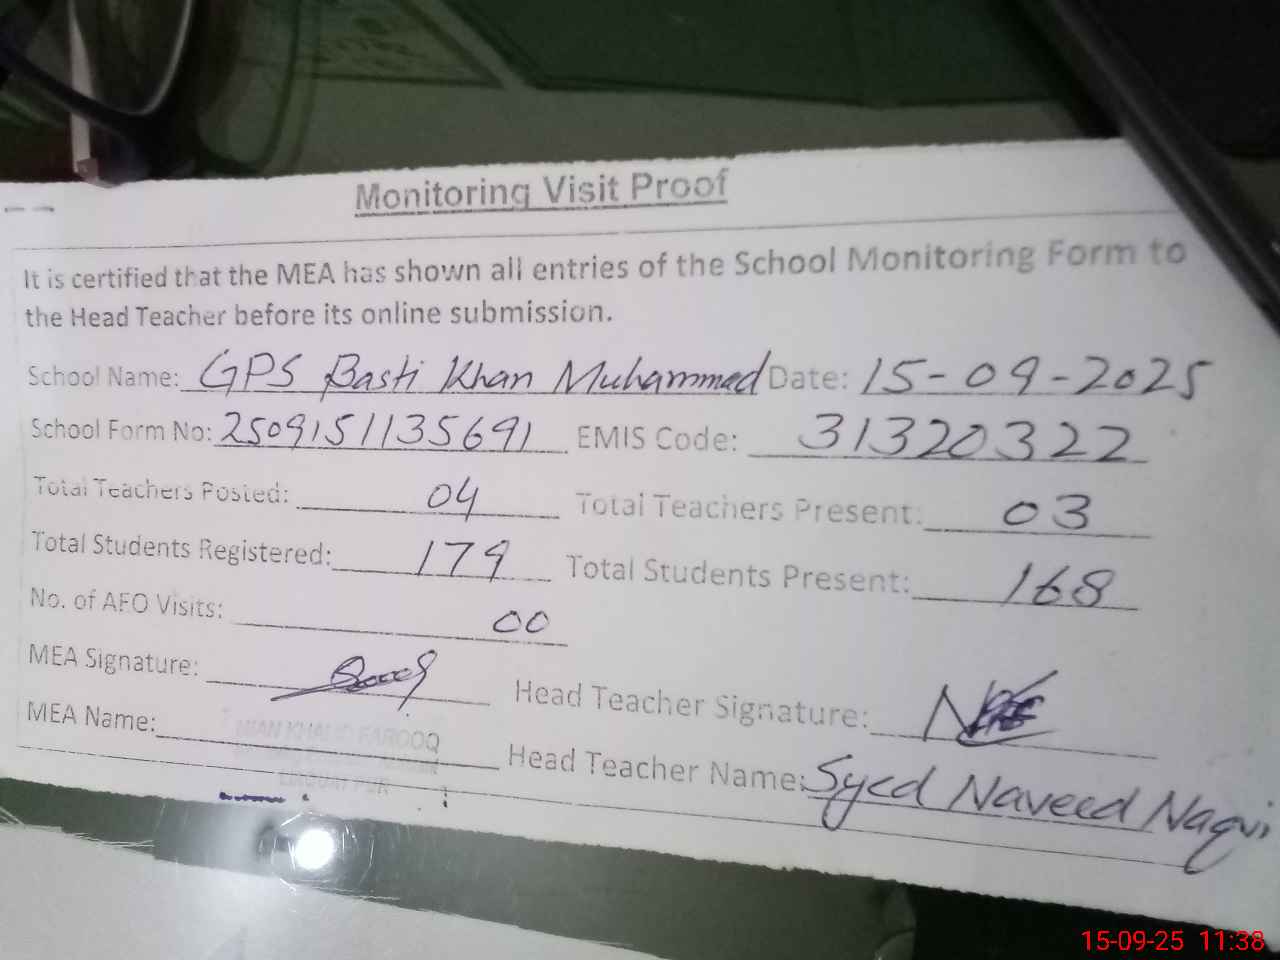 Monitoring Visit Proof
It is certified that the MEA has shown all entries of the School Monitoring Form to
the Head Teacher before its online submission.
School Name: GPS Basti Khan Muhammad Date: 15-09-2025
School Form No: 2509151135691 EMIS Code: 31320322
Total Teachers Posted: 04 Total Teachers Present: 03
Total Students Registered: 179 Total Students Present: 168
No. of AEO Visits: 00
MEA Signature: Head Teacher Signature:
MEA Name: MIAN KHALID FAROOQ Head Teacher Name: Syed Naveed Naqvi
15-09-25 11:38